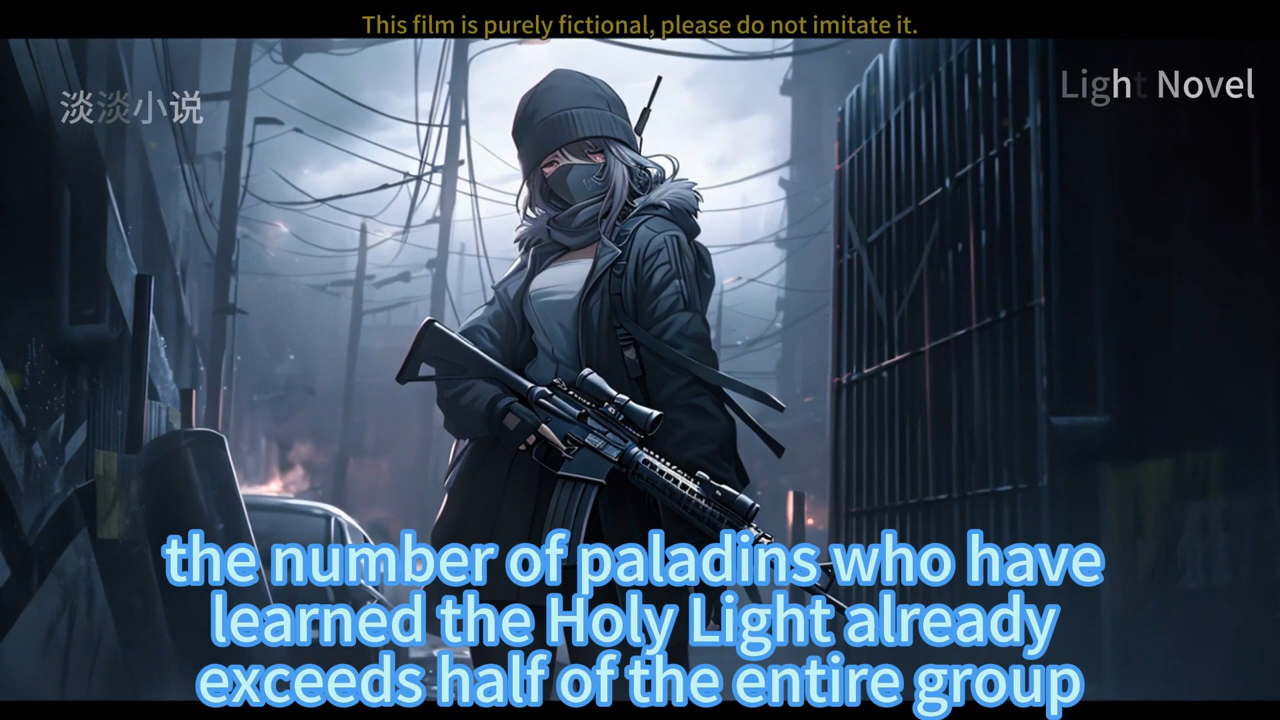 This film is purely fictional, please do not imitate it.
淡淡小说
Light Novel
the number of paladins who have
learned the Holy Light already
exceeds half of the entire group